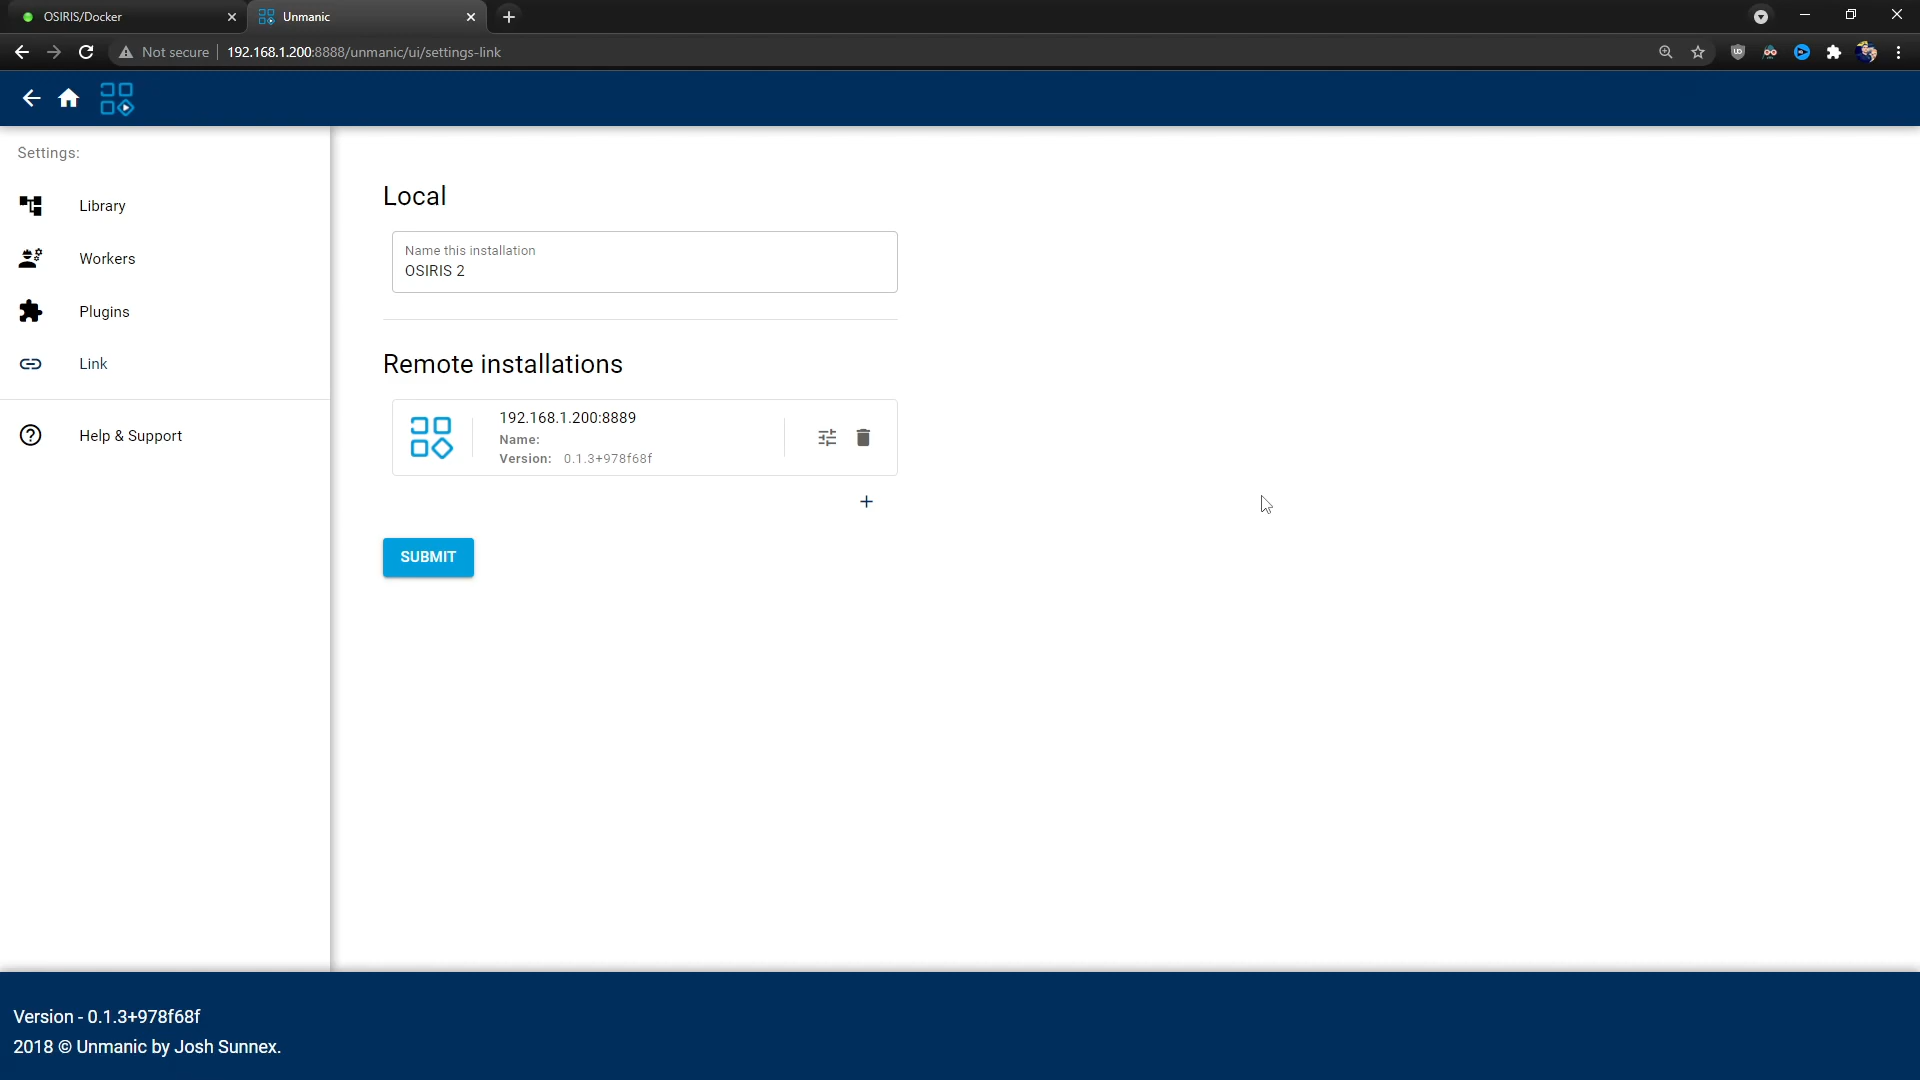 OSIRIS/Docker
Unmanic
Not secure
192.168.1.200:8888/unmanic/ui/settings-link
Settings:
Library
Workers
Plugins
Link
Help & Support
Local
Name this installation
OSIRIS 2
Remote installations
192.168.1.200:8889
Name:
Version: 0.1.3+978f68f
+
SUBMIT
Version - 0.1.3+978f68f
2018 © Unmanic by Josh Sunnex.